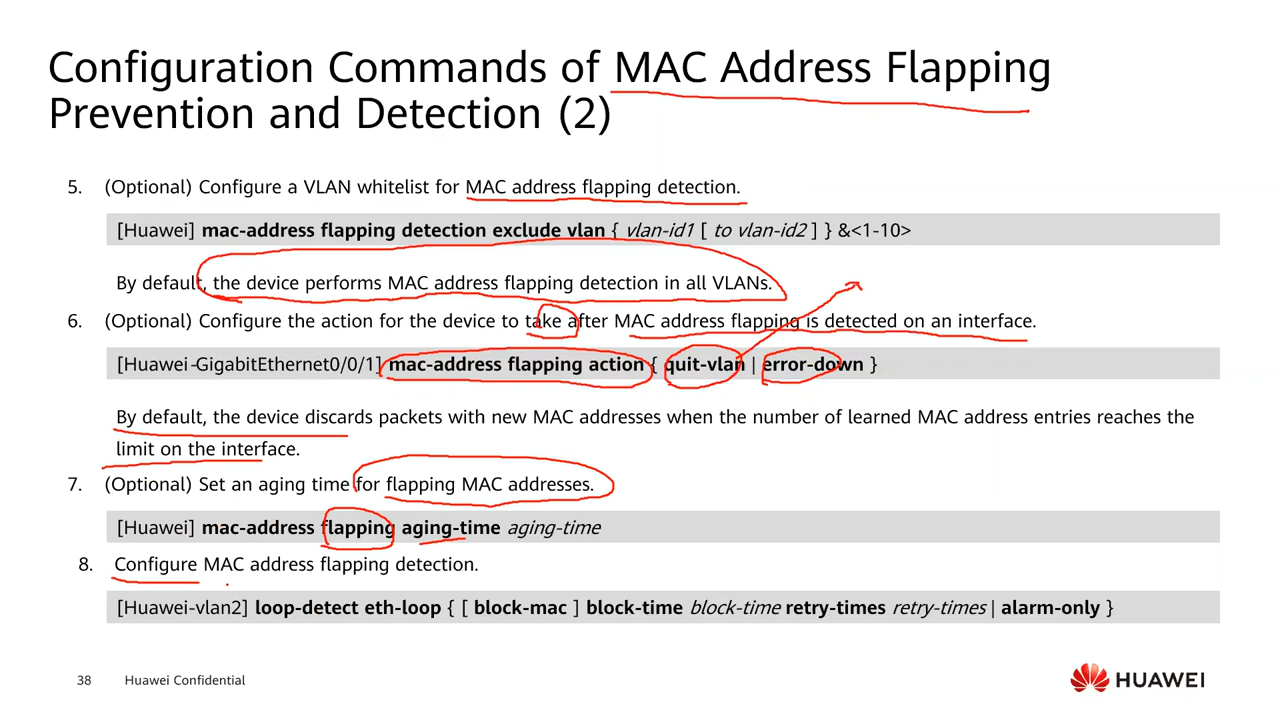 Configuration Commands of MAC Address Flapping
Prevention and Detection (2)
5. (Optional) Configure a VLAN whitelist for MAC address flapping detection.
[Huawei] mac-address flapping detection exclude vlan { vlan-id1 [ to vlan-id2 ] } &<1-10>
By default, the device performs MAC address flapping detection in all VLANs.
6. (Optional) Configure the action for the device to take after MAC address flapping is detected on an interface.
[Huawei-GigabitEthernet0/0/1] mac-address flapping action { quit-vlan | error-down }
By default, the device discards packets with new MAC addresses when the number of learned MAC address entries reaches the
limit on the interface.
7. (Optional) Set an aging time for flapping MAC addresses.
[Huawei] mac-address flapping aging-time aging-time
8. Configure MAC address flapping detection.
[Huawei-vlan2] loop-detect eth-loop { [ block-mac ] block-time block-time retry-times retry-times | alarm-only }
38 Huawei Confidential
HUAWEI